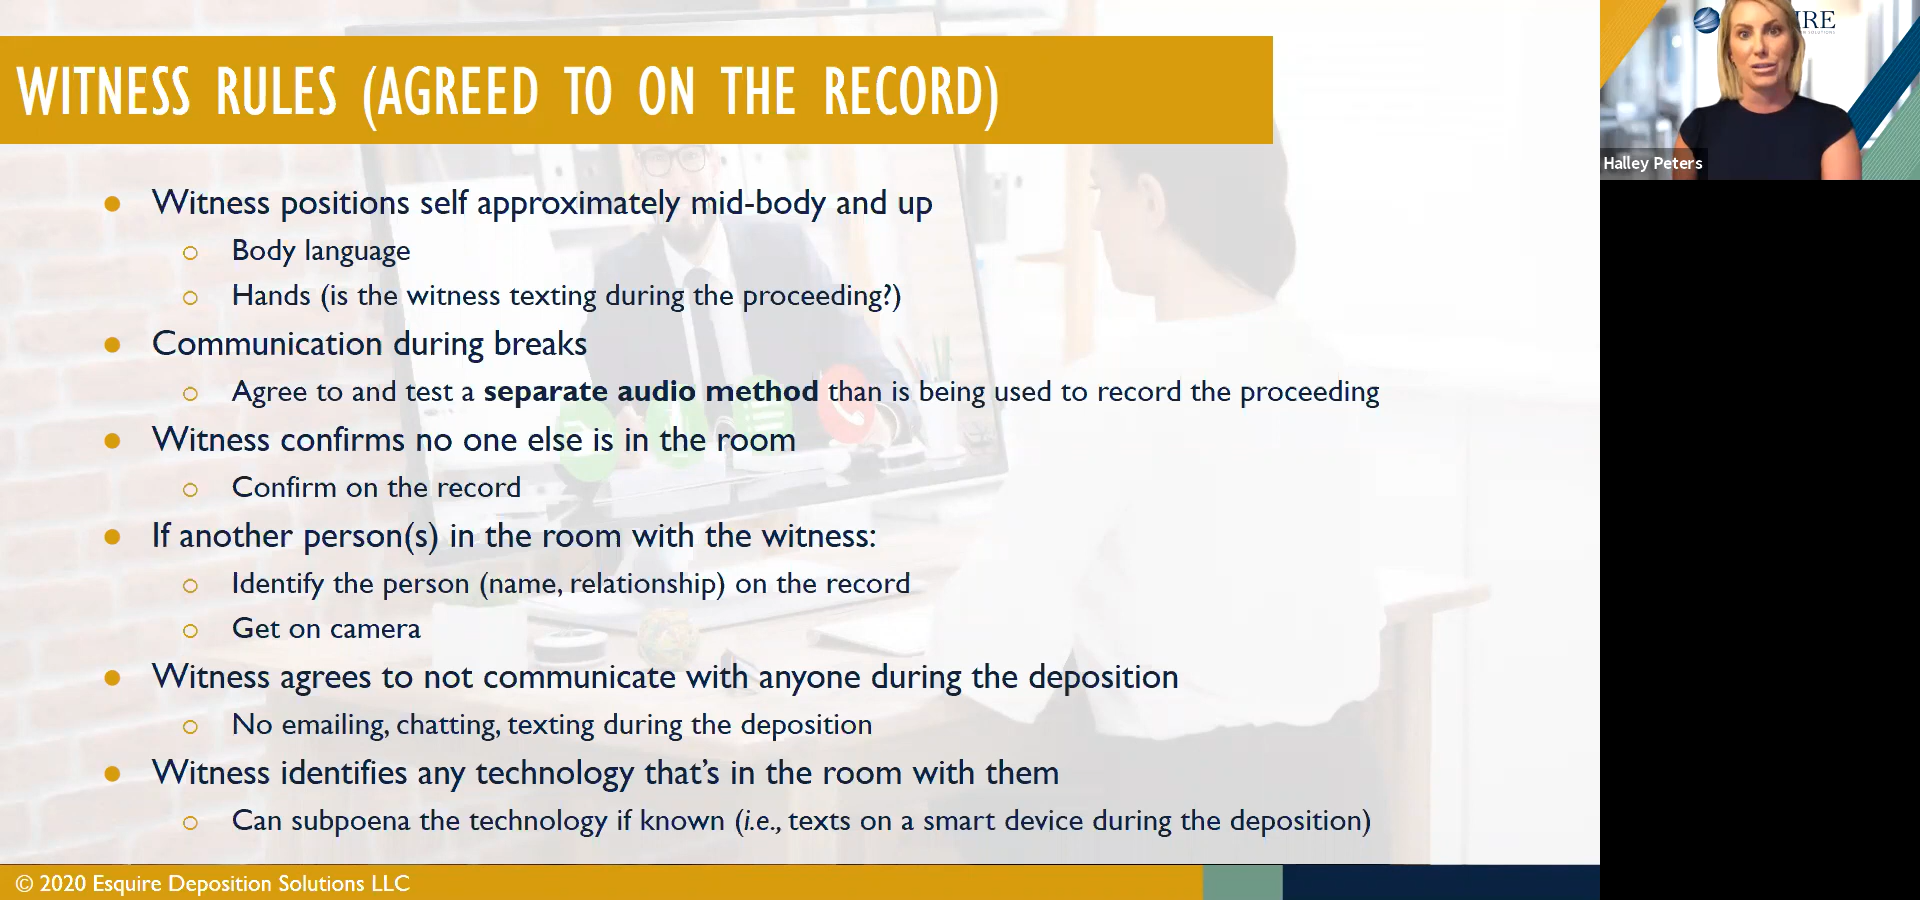 WITNESS RULES (AGREED TO ON THE RECORD)
IRE
Halley Peters
● Witness positions self approximately mid-body and up
○ Body language
○ Hands (is the witness texting during the proceeding?)
● Communication during breaks
○ Agree to and test a separate audio method than is being used to record the proceeding
● Witness confirms no one else is in the room
○ Confirm on the record
● If another person(s) in the room with the witness:
○ Identify the person (name, relationship) on the record
○ Get on camera
● Witness agrees to not communicate with anyone during the deposition
○ No emailing, chatting, texting during the deposition
● Witness identifies any technology that’s in the room with them
○ Can subpoena the technology if known (i.e., texts on a smart device during the deposition)
© 2020 Esquire Deposition Solutions LLC